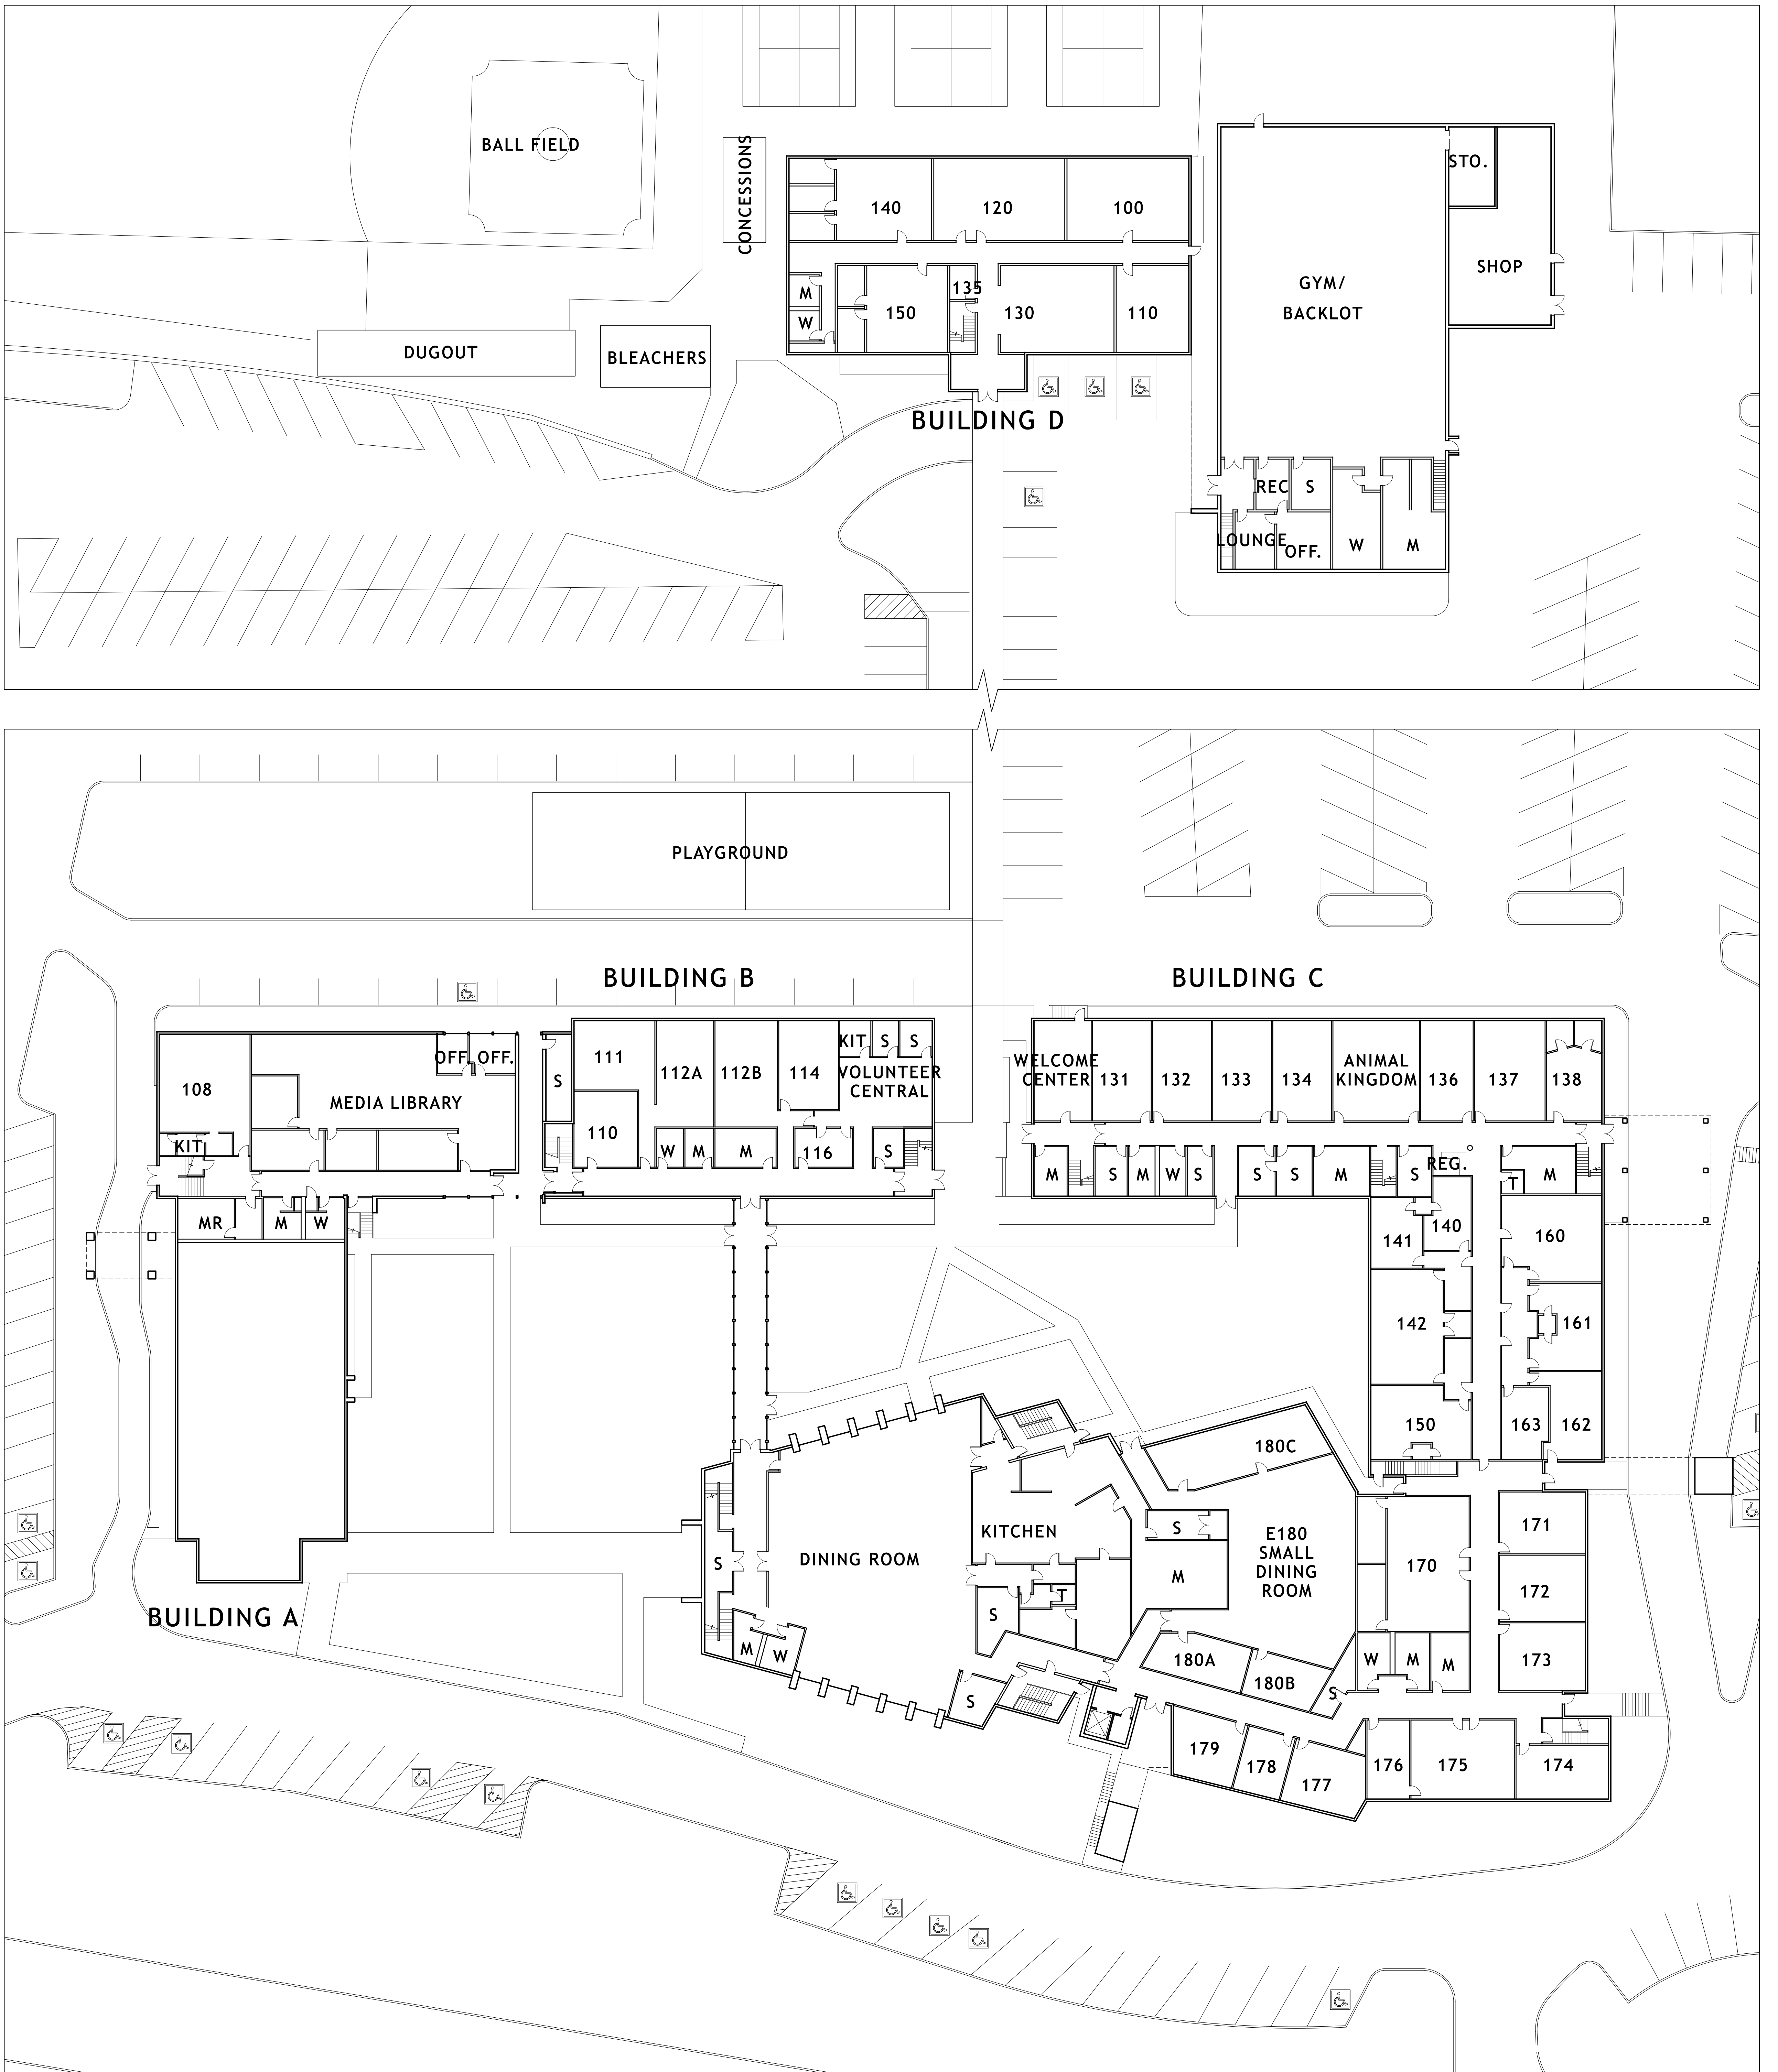 BALL FIELD
CONCESSIONS
140
120
100
STO.
SHOP
GYM/
BACKLOT
M
W
150
135
130
110
DUGOUT
BLEACHERS
BUILDING D
REC
S
LOUNGE
OFF.
W
M
PLAYGROUND
BUILDING B
BUILDING C
108
OFF.
OFF.
MEDIA LIBRARY
KIT
MR
M
W
S
111
110
112A
112B
114
KIT
S
S
VOLUNTEER
CENTRAL
W
M
M
116
S
WELCOME
CENTER
131
132
133
134
ANIMAL
KINGDOM
136
137
138
M
S
M
W
S
S
S
M
S
REG.
T
M
141
140
160
142
161
150
163
162
180C
KITCHEN
DINING ROOM
S
S
M
E180
SMALL
DINING
ROOM
170
171
172
173
T
S
M
W
S
180A
180B
S
W
M
M
BUILDING A
179
178
177
176
175
174